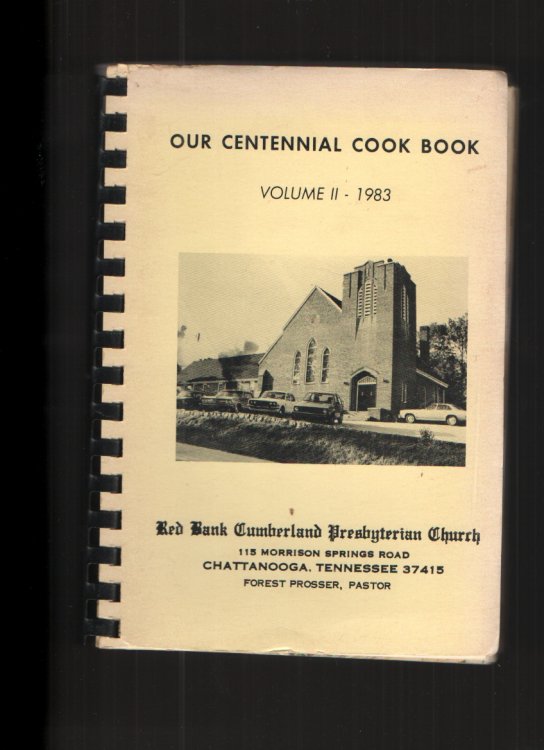 OUR CENTENNIAL COOK BOOK
VOLUME II - 1983
Red Bank Cumberland Presbyterian Church
115 MORRISON SPRINGS ROAD
CHATTANOOGA, TENNESSEE 37415
FOREST PROSSER, PASTOR